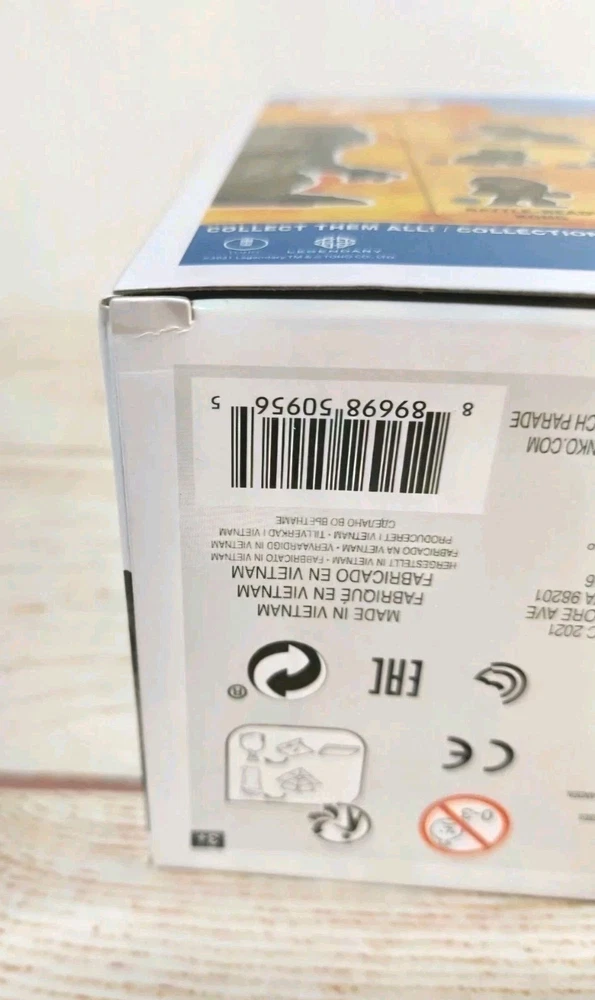 COLLECT THEM ALL! / COLLECTION
LEGENDARY
8 89698 50956 5
MADE IN VIETNAM
FABRIQUÉ EN VIETNAM
FABRICADO EN VIETNAM
HERGESTELLT IN VIETNAM • FABBRICATO IN VIETNAM
FABRICADO NA VIETNAM • VERVAARDIGD IN VIETNAM
PRODUCERET I VIETNAM • TILLVERKAD I VIETNAM
СДЕЛАНО ВО ВЬЕТНАМЕ
CH PARADE
NKO.COM
C 2021
ORE AVE
A 98201
6
®
EAC
CE
0-3
3+